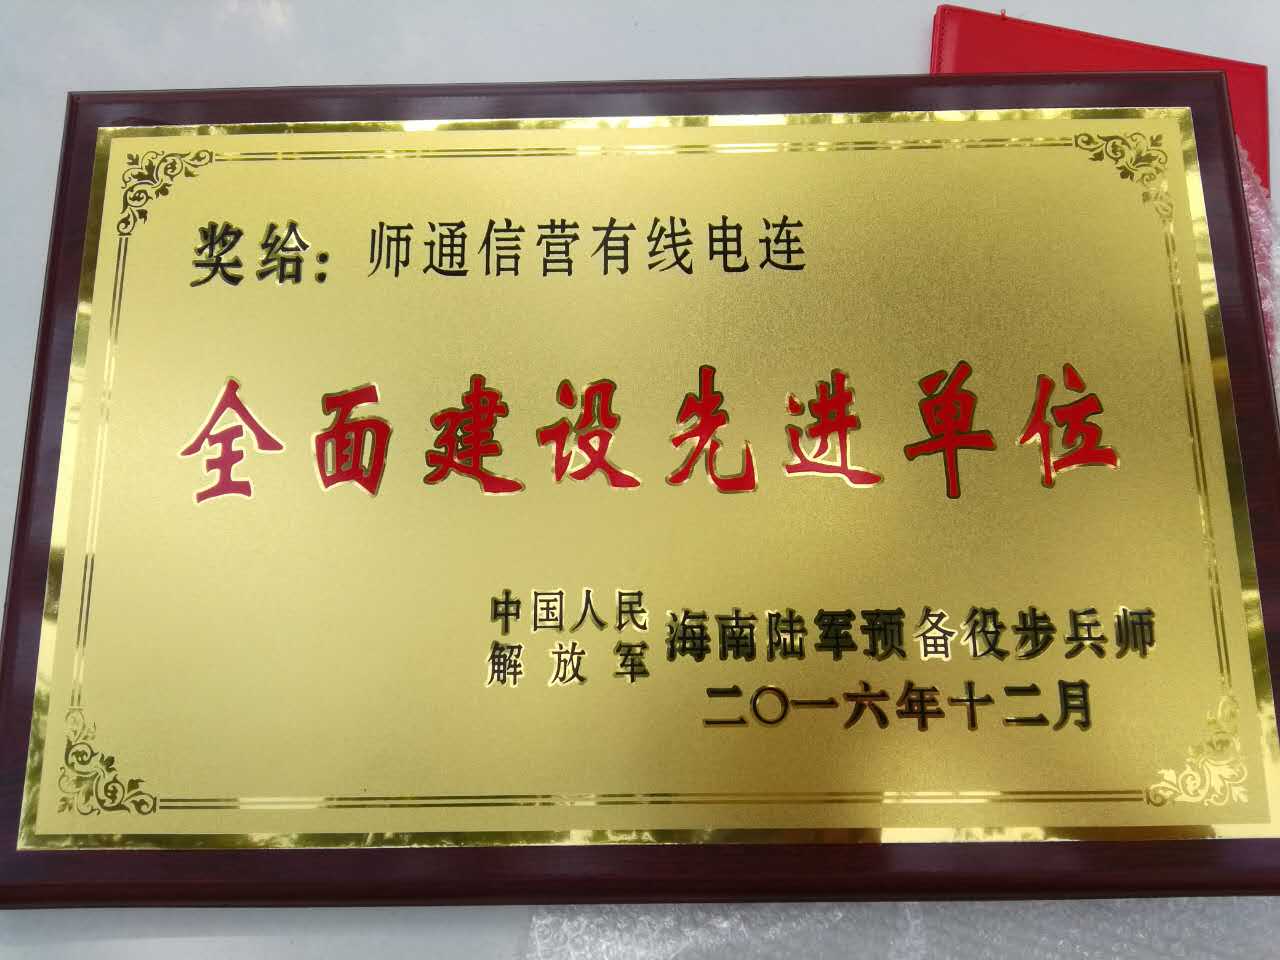 奖给：师通信营有线电连
全面建设先进单位
中国人民
解放军
海南陆军预备役步兵师
二〇一六年十二月